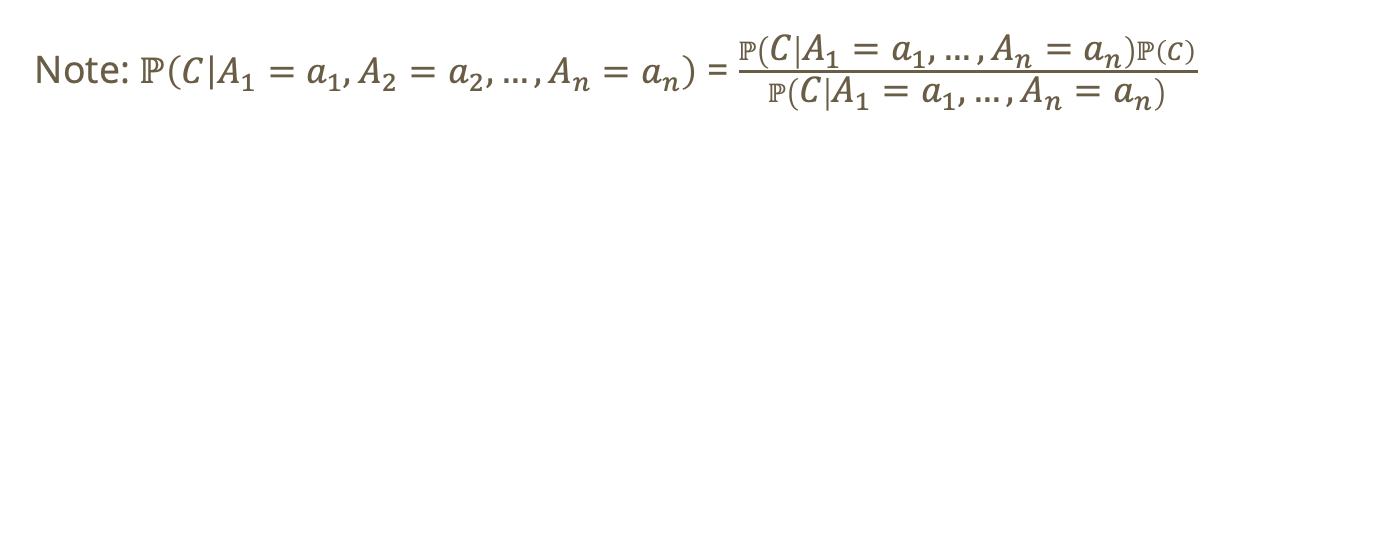 Note: ℙ(C|A₁ = a₁, A₂ = a₂, … , Aₙ = aₙ) = ℙ(C|A₁ = a₁, … , Aₙ = aₙ)ℙ(C)
ℙ(C|A₁ = a₁, … , Aₙ = aₙ)